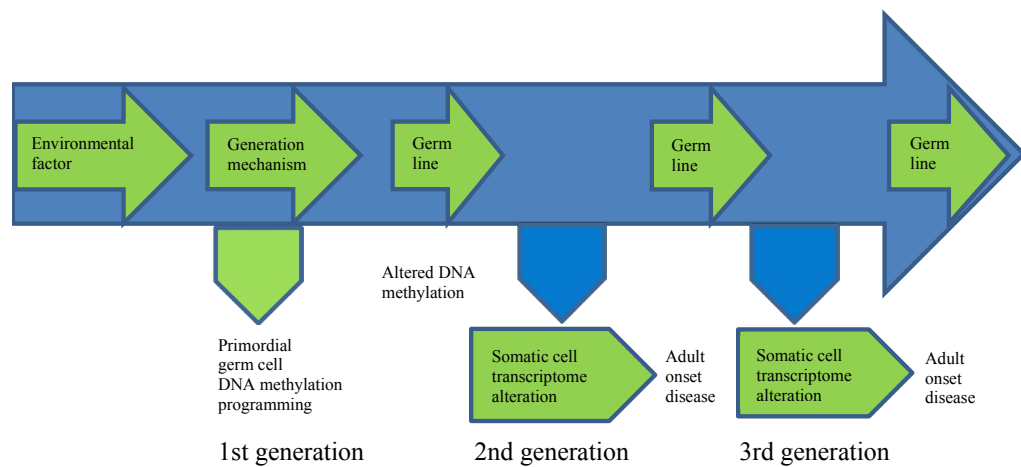 Environmental
factor
Generation
mechanism
Germ
line
Germ
line
Germ
line
Altered DNA
methylation
Primordial
germ cell
DNA methylation
programming
Somatic cell
transcriptome
alteration
Adult
onset
disease
Somatic cell
transcriptome
alteration
Adult
onset
disease
1st generation
2nd generation
3rd generation